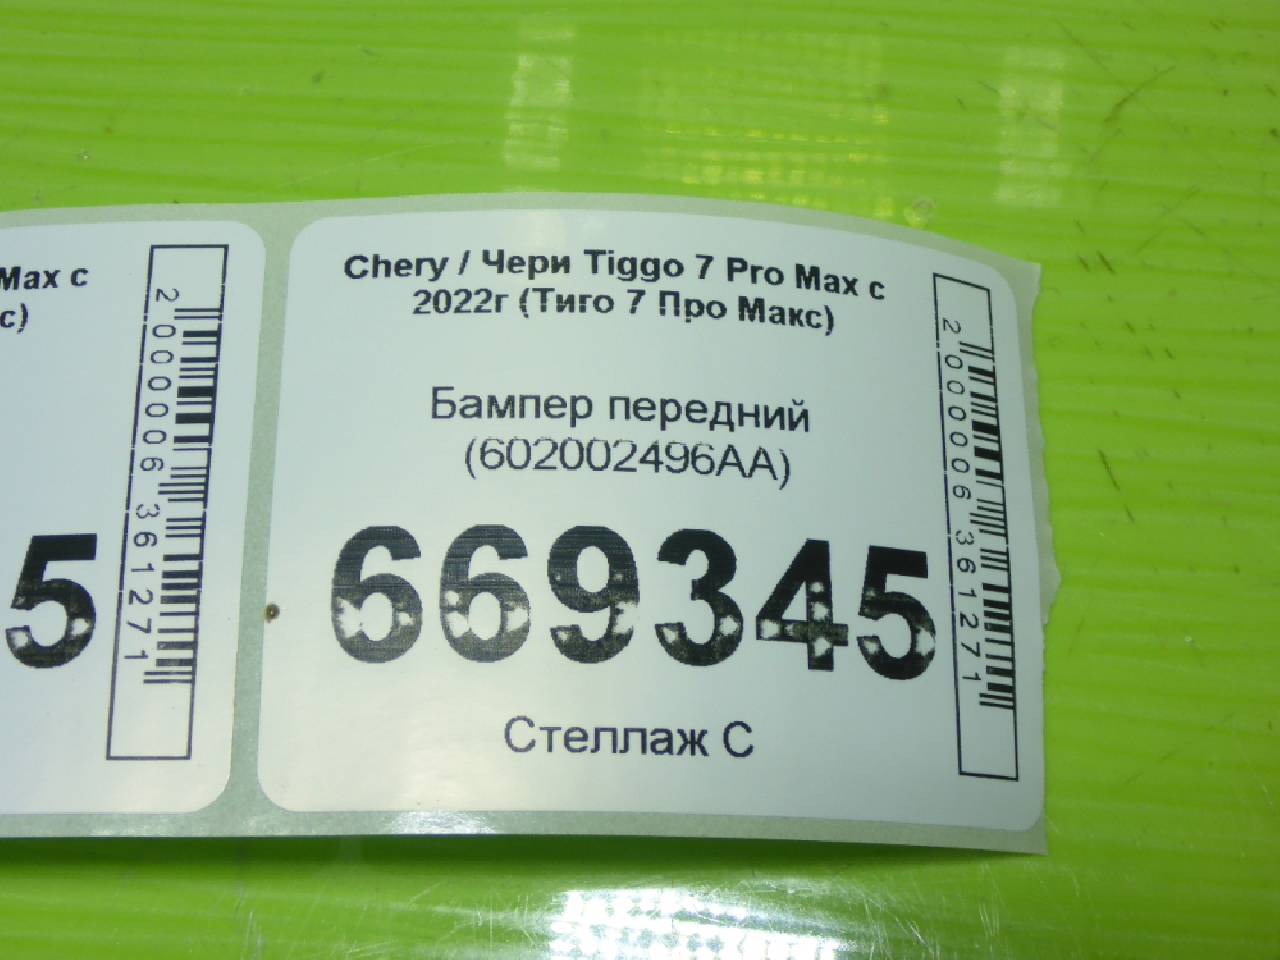 Max с
с)
5
2000006361271
Chery / Чери Tiggo 7 Pro Max с
2022г (Тиго 7 Про Макс)
Бампер передний
(602002496AA)
669345
Стеллаж С
2000006361271